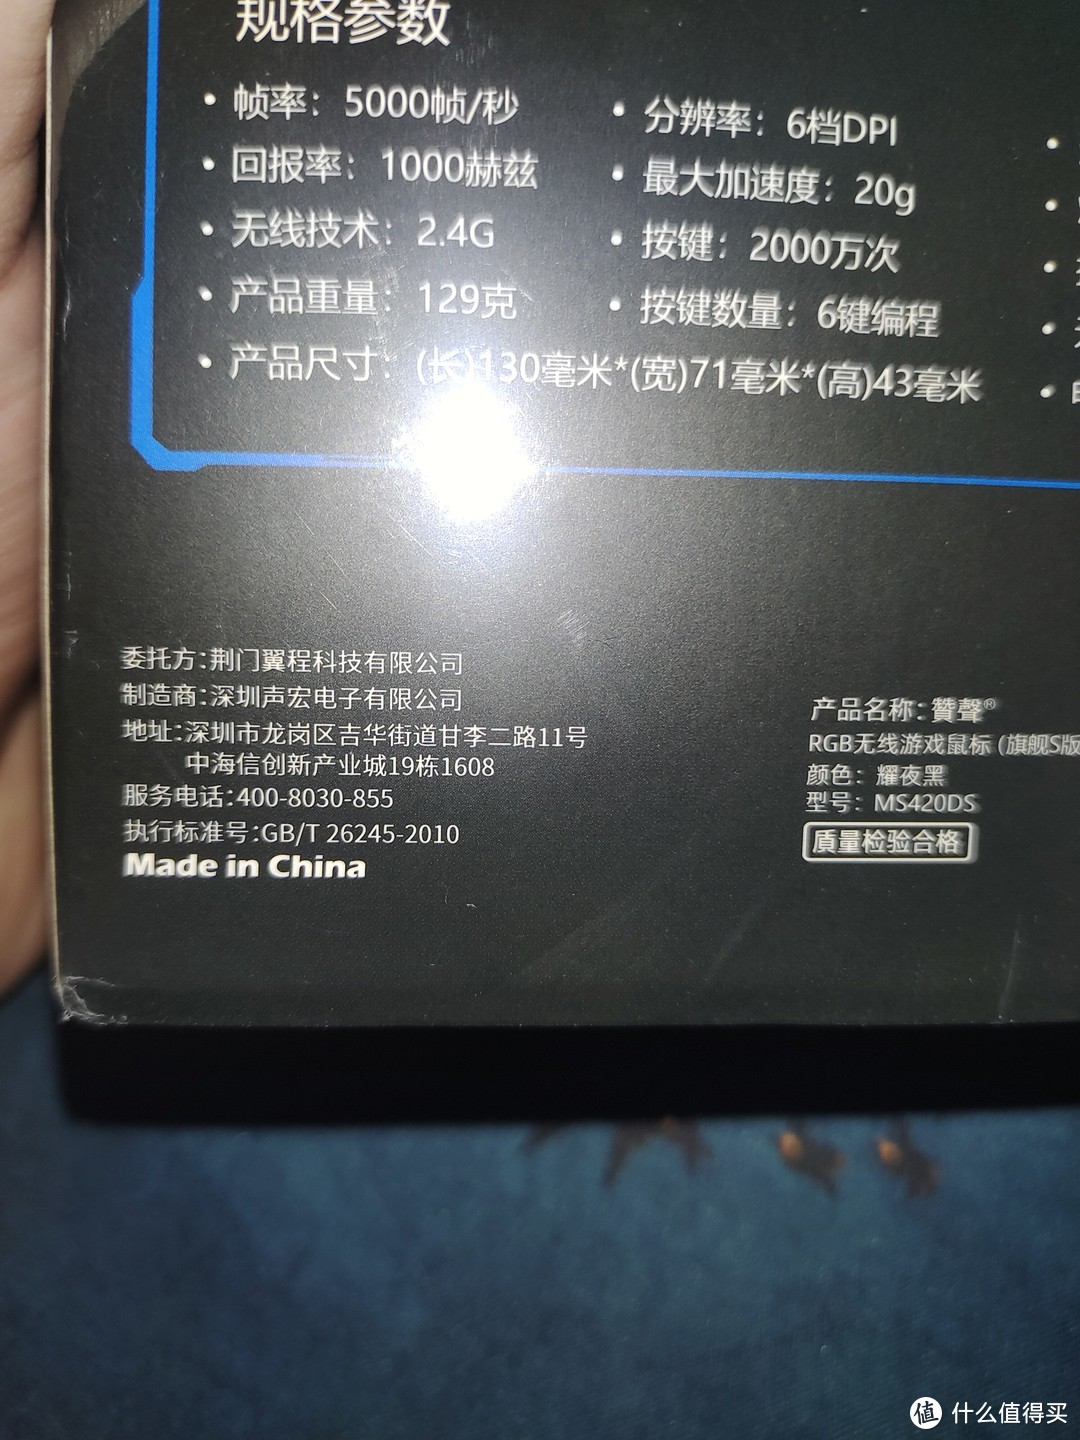 规格参数
• 帧率：5000帧/秒
• 回报率：1000赫兹
• 无线技术：2.4G
• 产品重量：129克
• 产品尺寸：(长)130毫米*(宽)71毫米*(高)43毫米
• 分辨率：6档DPI
• 最大加速度：20g
• 按键：2000万次
• 按键数量：6键编程
委托方：荆门翼程科技有限公司
制造商：深圳声宏电子有限公司
地址：深圳市龙岗区吉华街道甘李二路11号
中海信创新产业城19栋1608
服务电话：400-8030-855
执行标准号：GB/T 26245-2010
Made in China
产品名称：贊聲®
RGB无线游戏鼠标 (旗舰S版
颜色：耀夜黑
型号：MS420DS
質量检验合格
值 什么值得买